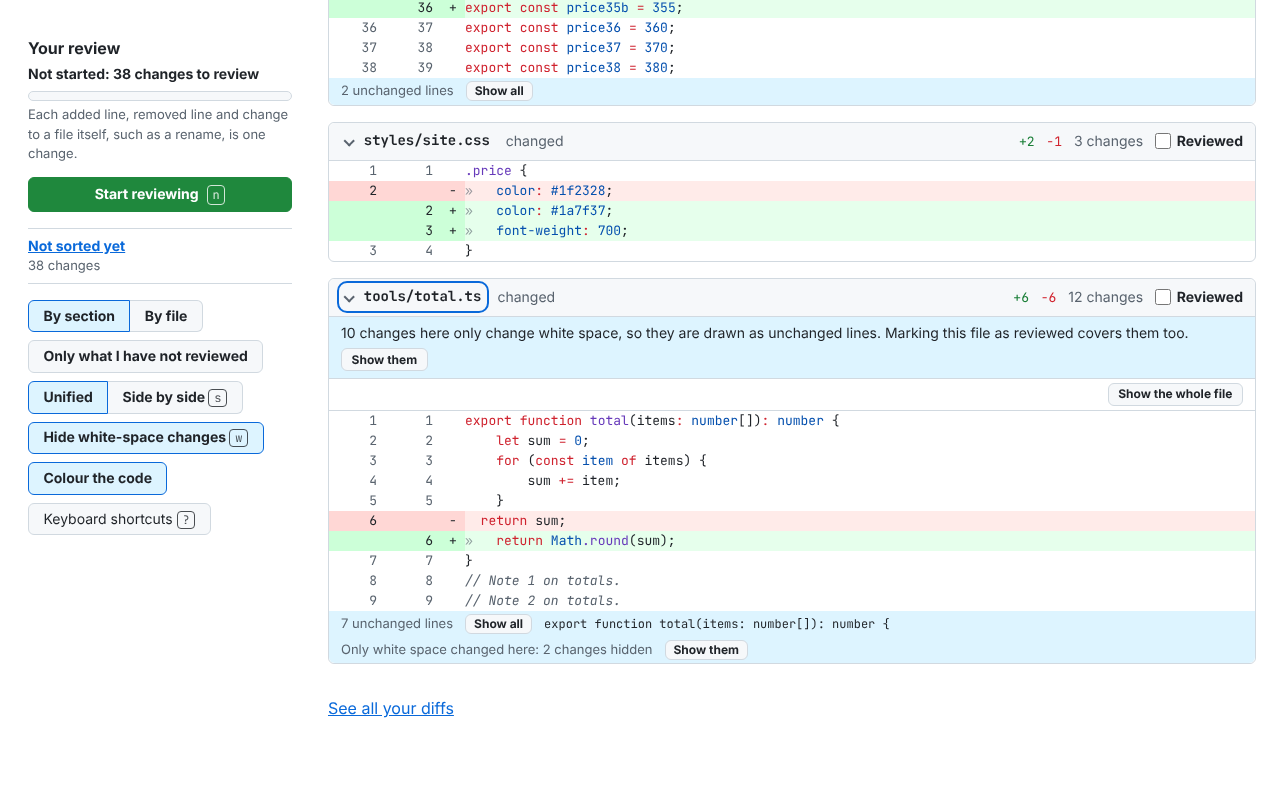 Your review
Not started: 38 changes to review
Each added line, removed line and change
to a file itself, such as a rename, is one
change.
Start reviewing n
Not sorted yet
38 changes
By section By file
Only what I have not reviewed
Unified Side by side s
Hide white-space changes w
Colour the code
Keyboard shortcuts ?
36 + export const price35b = 355;
36 37 export const price36 = 360;
37 38 export const price37 = 370;
38 39 export const price38 = 380;
2 unchanged lines Show all
styles/site.css changed +2 -1 3 changes Reviewed
1 1 .price {
2 - » color: #1f2328;
2 + » color: #1a7f37;
3 + » font-weight: 700;
3 4 }
tools/total.ts changed +6 -6 12 changes Reviewed
10 changes here only change white space, so they are drawn as unchanged lines. Marking this file as reviewed covers them too.
Show them
Show the whole file
1 1 export function total(items: number[]): number {
2 2 let sum = 0;
3 3 for (const item of items) {
4 4 sum += item;
5 5 }
6 - return sum;
6 + » return Math.round(sum);
7 7 }
8 8 // Note 1 on totals.
9 9 // Note 2 on totals.
7 unchanged lines Show all export function total(items: number[]): number {
Only white space changed here: 2 changes hidden Show them
See all your diffs